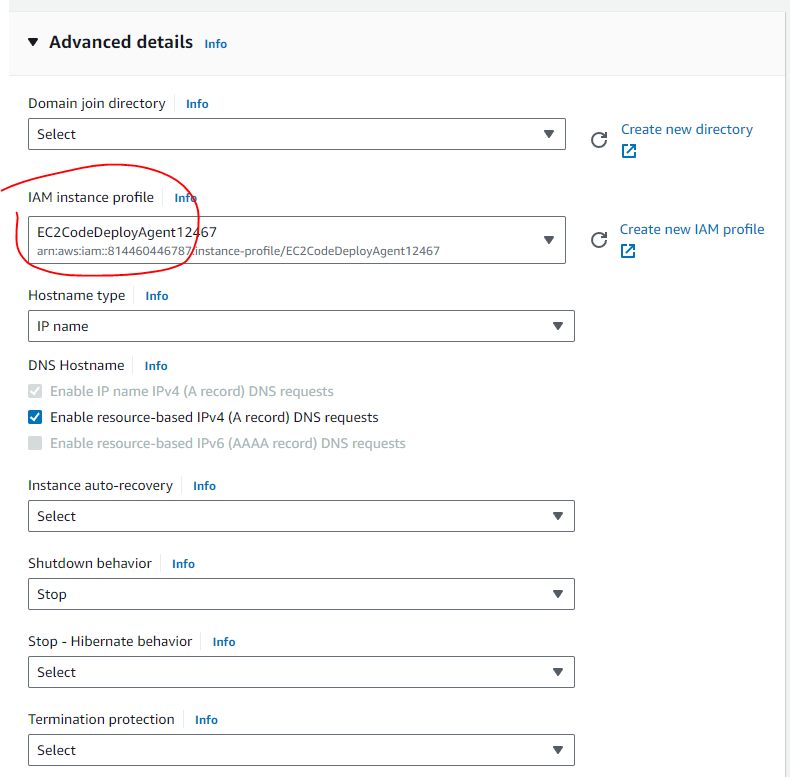 Advanced details Info
Domain join directory Info
Select
Create new directory
IAM instance profile Info
EC2CodeDeployAgent12467
arn:aws:iam::814460446787:instance-profile/EC2CodeDeployAgent12467
Create new IAM profile
Hostname type Info
IP name
DNS Hostname Info
Enable IP name IPv4 (A record) DNS requests
Enable resource-based IPv4 (A record) DNS requests
Enable resource-based IPv6 (AAAA record) DNS requests
Instance auto-recovery Info
Select
Shutdown behavior Info
Stop
Stop - Hibernate behavior Info
Select
Termination protection Info
Select